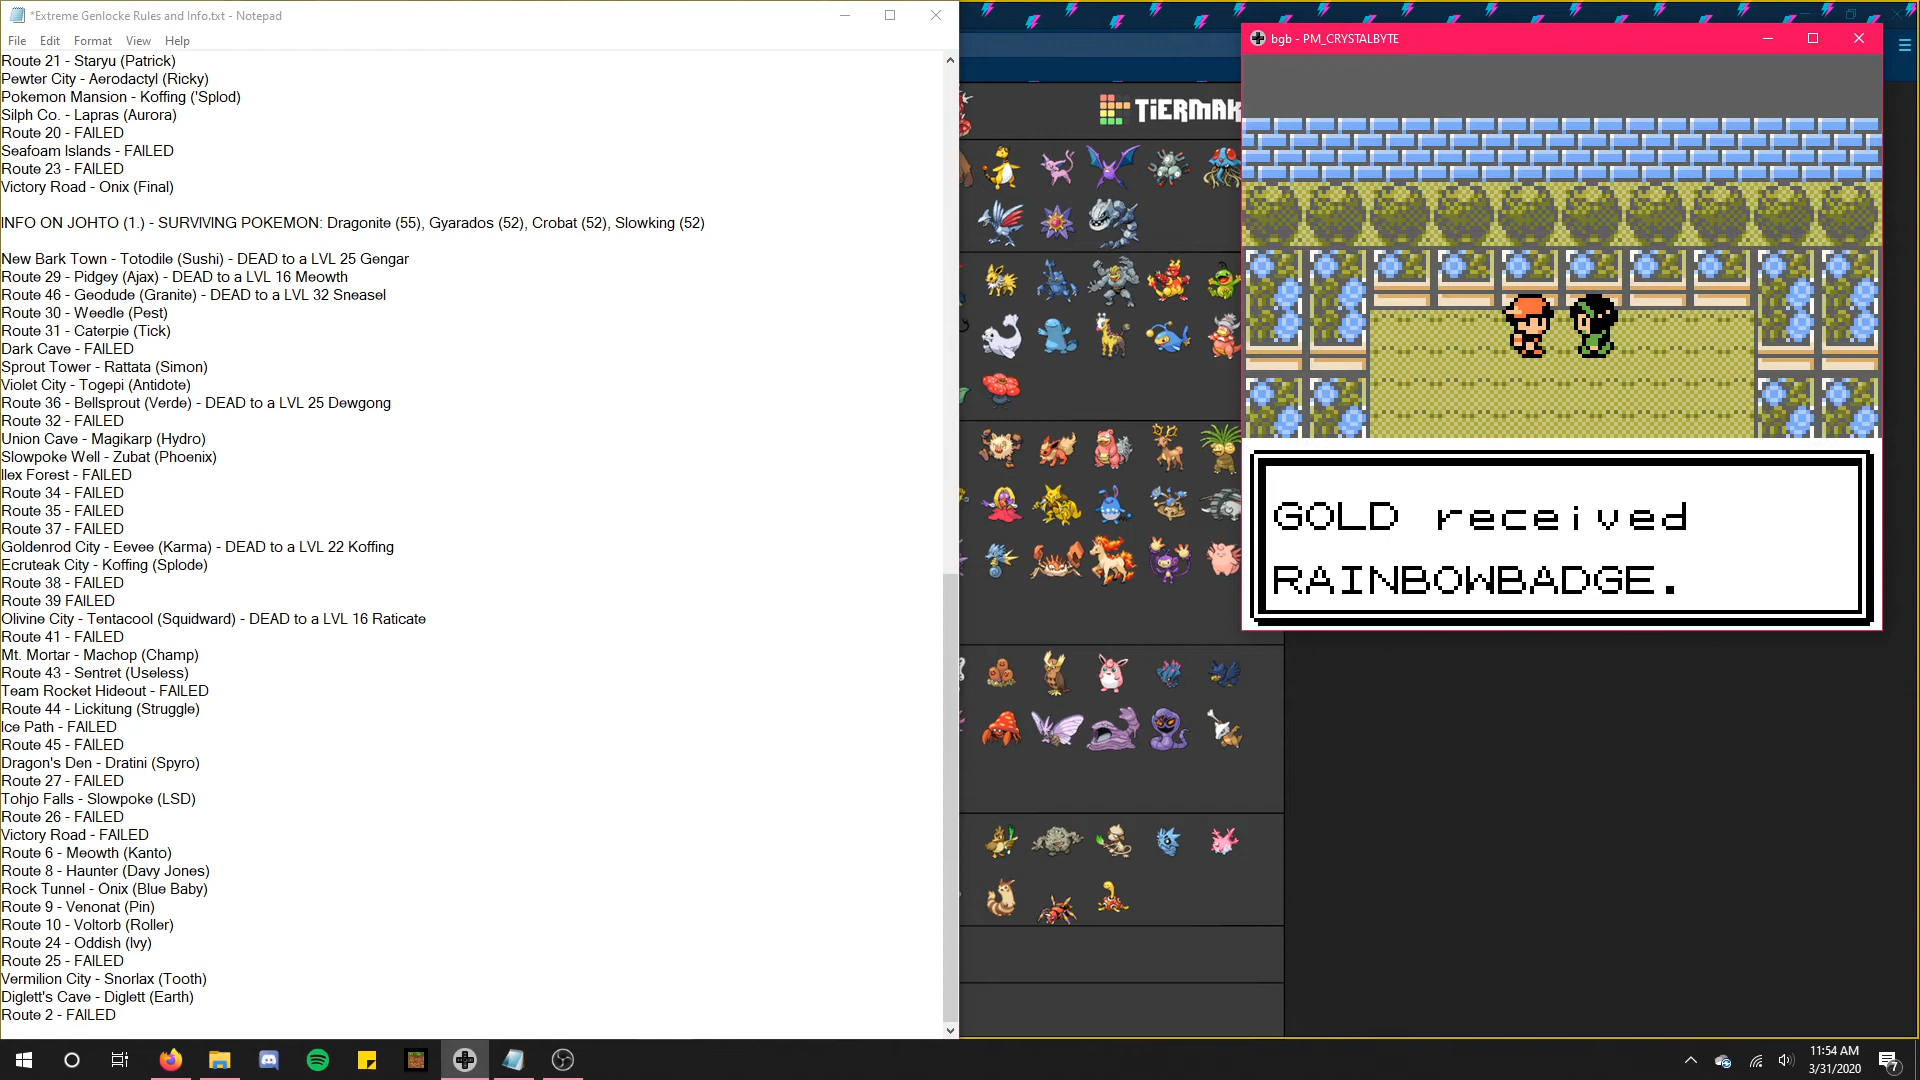 *Extreme Genlocke Rules and Info.txt - Notepad
File Edit Format View Help
Route 21 - Staryu (Patrick)
Pewter City - Aerodactyl (Ricky)
Pokemon Mansion - Koffing ('Splod)
Silph Co. - Lapras (Aurora)
Route 20 - FAILED
Seafoam Islands - FAILED
Route 23 - FAILED
Victory Road - Onix (Final)
INFO ON JOHTO (1.) - SURVIVING POKEMON: Dragonite (55), Gyarados (52), Crobat (52), Slowking (52)
New Bark Town - Totodile (Sushi) - DEAD to a LVL 25 Gengar
Route 29 - Pidgey (Ajax) - DEAD to a LVL 16 Meowth
Route 46 - Geodude (Granite) - DEAD to a LVL 32 Sneasel
Route 30 - Weedle (Pest)
Route 31 - Caterpie (Tick)
Dark Cave - FAILED
Sprout Tower - Rattata (Simon)
Violet City - Togepi (Antidote)
Route 36 - Bellsprout (Verde) - DEAD to a LVL 25 Dewgong
Route 32 - FAILED
Union Cave - Magikarp (Hydro)
Slowpoke Well - Zubat (Phoenix)
Ilex Forest - FAILED
Route 34 - FAILED
Route 35 - FAILED
Route 37 - FAILED
Goldenrod City - Eevee (Karma) - DEAD to a LVL 22 Koffing
Ecruteak City - Koffing (Splode)
Route 38 - FAILED
Route 39 FAILED
Olivine City - Tentacool (Squidward) - DEAD to a LVL 16 Raticate
Route 41 - FAILED
Mt. Mortar - Machop (Champ)
Route 43 - Sentret (Useless)
Team Rocket Hideout - FAILED
Route 44 - Lickitung (Struggle)
Ice Path - FAILED
Route 45 - FAILED
Dragon's Den - Dratini (Spyro)
Route 27 - FAILED
Tohjo Falls - Slowpoke (LSD)
Route 26 - FAILED
Victory Road - FAILED
Route 6 - Meowth (Kanto)
Route 8 - Haunter (Davy Jones)
Rock Tunnel - Onix (Blue Baby)
Route 9 - Venonat (Pin)
Route 10 - Voltorb (Roller)
Route 24 - Oddish (Ivy)
Route 25 - FAILED
Vermilion City - Snorlax (Tooth)
Diglett's Cave - Diglett (Earth)
Route 2 - FAILED
TIERMAK
bgb - PM_CRYSTALBYTE
GOLD received
RAINBOWBADGE.
11:54 AM
3/31/2020
7